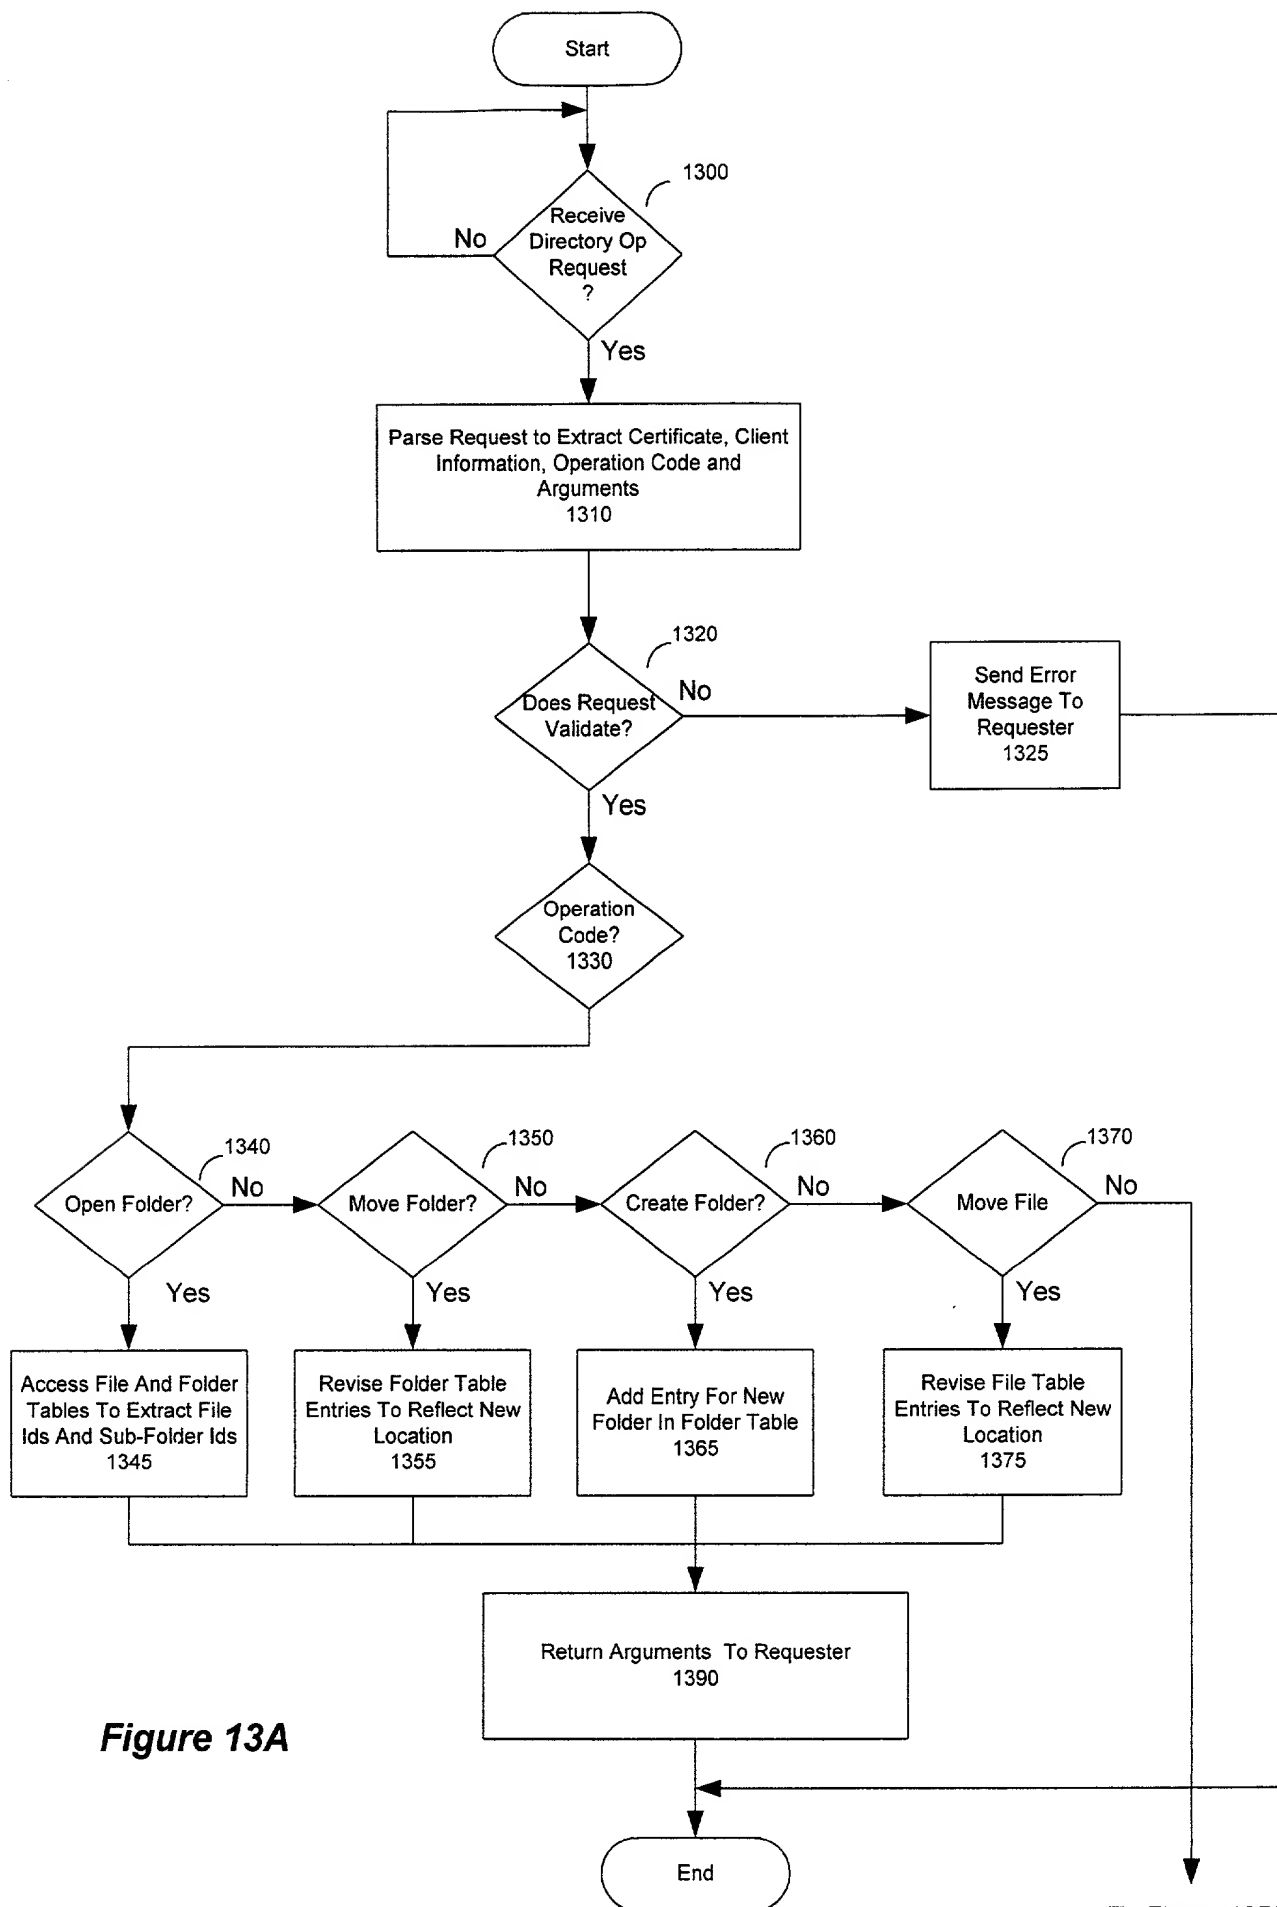 Start
1300
Receive
Directory Op
Request
?
No
Yes
Parse Request to Extract Certificate, Client
Information, Operation Code and
Arguments
1310
1320
Does Request
Validate?
No
Send Error
Message To
Requester
1325
Yes
Operation
Code?
1330
1340
Open Folder?
No
1350
Move Folder?
No
1360
Create Folder?
No
1370
Move File
No
Yes
Yes
Yes
Yes
Access File And Folder
Tables To Extract File
Ids And Sub-Folder Ids
1345
Revise Folder Table
Entries To Reflect New
Location
1355
Add Entry For New
Folder In Folder Table
1365
Revise File Table
Entries To Reflect New
Location
1375
Return Arguments To Requester
1390
Figure 13A
End